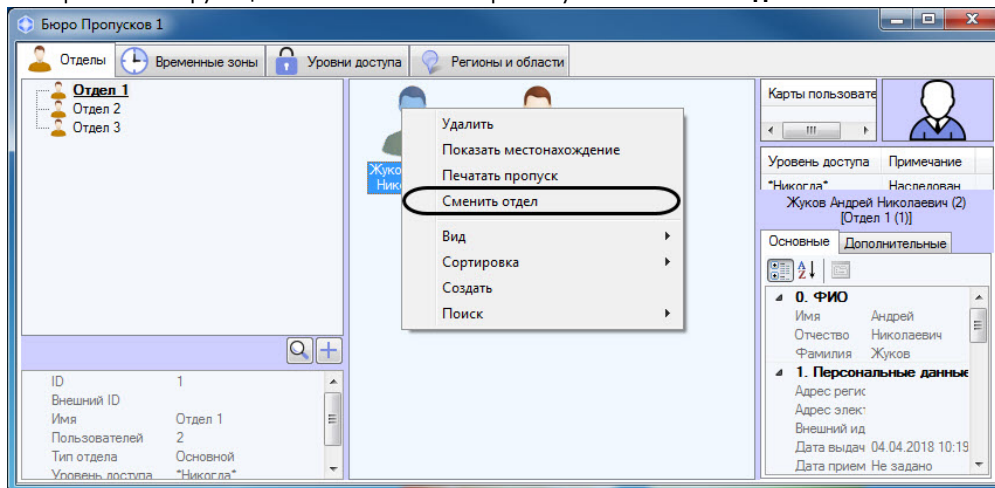 Бюро Пропусков 1
Отделы
Временные зоны
Уровни доступа
Регионы и области
Отдел 1
Отдел 2
Отдел 3
ID 1
Внешний ID
Имя Отдел 1
Пользователей 2
Тип отдела Основной
Уровень доступа *Никогда*
Удалить
Показать местонахождение
Печатать пропуск
Сменить отдел
Вид
Сортировка
Создать
Поиск
Карты пользовате
Уровень доступа Примечание
*Никогда* Наследован
Жуков Андрей Николаевич (2)
[Отдел 1 (1)]
Основные Дополнительные
0. ФИО
Имя Андрей
Отчество Николаевич
Фамилия Жуков
1. Персональные данные
Адрес регис
Адрес элект
Внешний ид
Дата выдач 04.04.2018 10:19
Дата прием Не задано